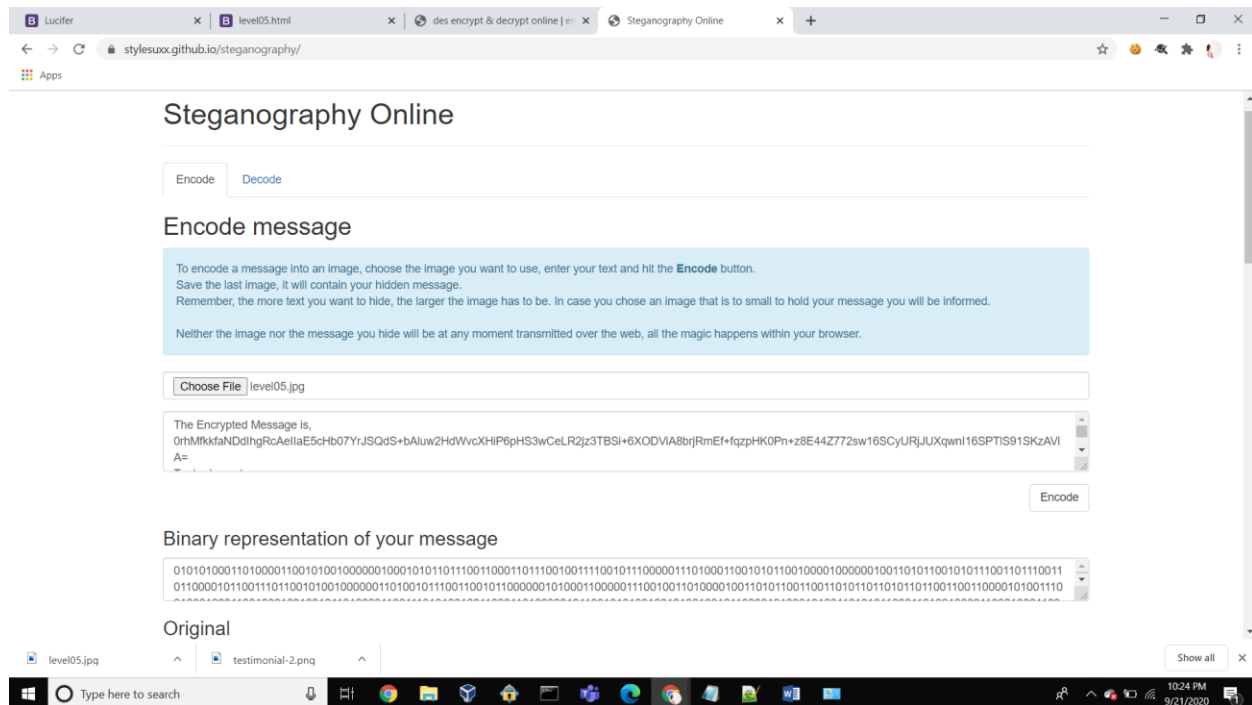 Lucifer
level05.html
des encrypt & decrypt online | er
Steganography Online
stylesuxx.github.io/steganography/
Apps
Steganography Online
Encode Decode
Encode message
To encode a message into an image, choose the image you want to use, enter your text and hit the Encode button.
Save the last image, it will contain your hidden message.
Remember, the more text you want to hide, the larger the image has to be. In case you chose an image that is to small to hold your message you will be informed.
Neither the image nor the message you hide will be at any moment transmitted over the web, all the magic happens within your browser.
Choose File level05.jpg
The Encrypted Message is,
A=
Encode
Binary representation of your message
Original
level05.jpg
testimonial-2.png
Show all
Type here to search
10:24 PM
9/21/2020